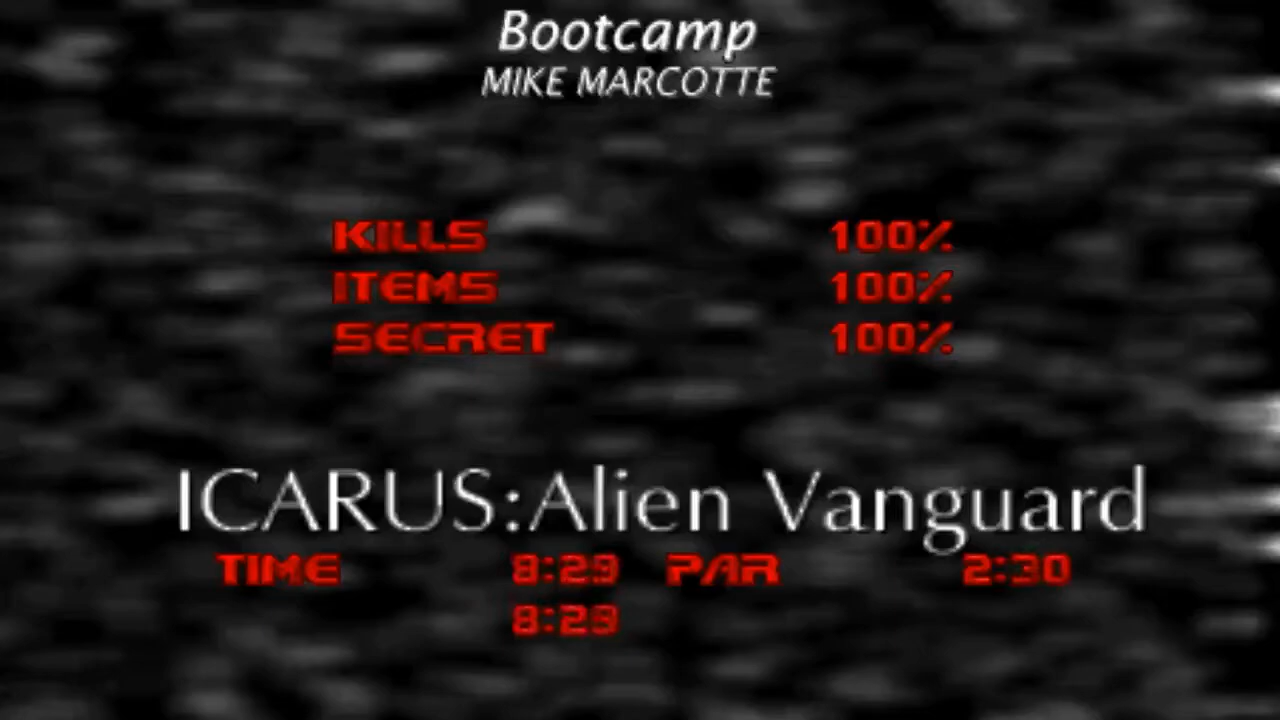 Bootcamp
MIKE MARCOTTE
KILLS 100%
ITEMS 100%
SECRET 100%
ICARUS:Alien Vanguard
TIME 8:29 PAR 2:30
8:29